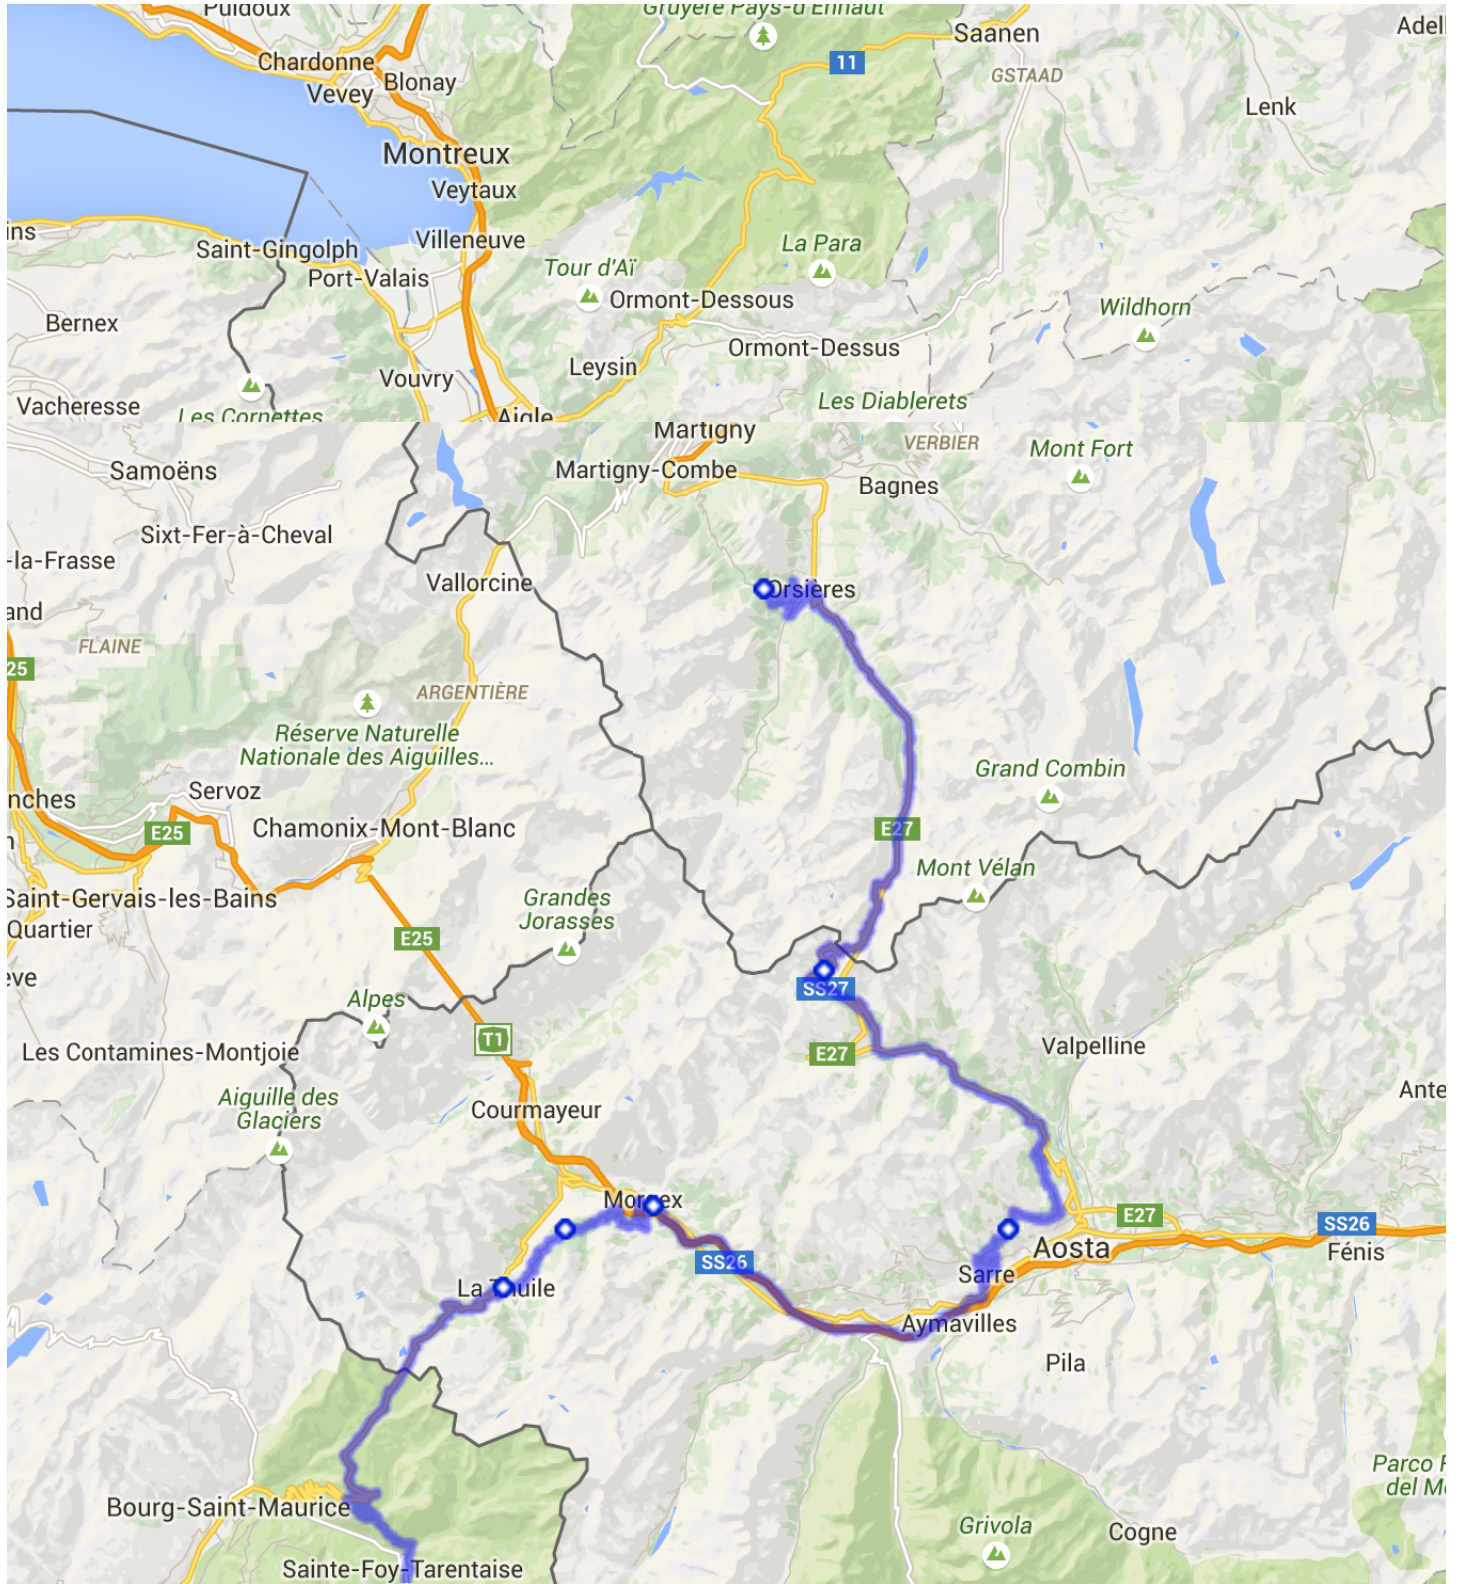 Puidoux
Gruyère Pays-d'Enhaut
Saanen
Chardonne
11
GSTAAD
Blonay
Vevey
Lenk
Montreux
Veytaux
ins
Villeneuve
Saint-Gingolph
La Para
Port-Valais
Tour d'Aï
Ormont-Dessous
Wildhorn
Bernex
Ormont-Dessus
Leysin
Vouvry
Vacheresse
Les Cornettes
Les Diablerets
Aigle
Martigny
VERBIER
Mont Fort
Samoëns
Martigny-Combe
Bagnes
Sixt-Fer-à-Cheval
-la-Frasse
Vallorcine
Orsières
and
FLAINE
25
ARGENTIÈRE
Réserve Naturelle
Nationale des Aiguilles...
Grand Combin
nches
Servoz
E25
Chamonix-Mont-Blanc
E27
Mont Vélan
Saint-Gervais-les-Bains
Grandes
Jorasses
Quartier
E25
eve
SS27
Alpes
T1
Les Contamines-Montjoie
E27
Valpelline
Aiguille des
Glaciers
Courmayeur
Ante
Morgex
E27
SS26
Aosta
Fénis
SS26
La Thuile
Sarre
Aymavilles
Pila
Parco
del
Bourg-Saint-Maurice
Grivola
Cogne
Sainte-Foy-Tarentaise